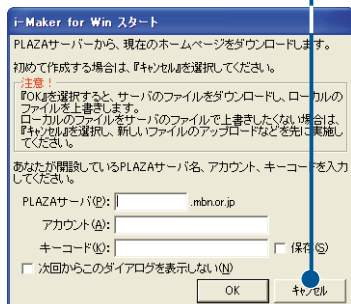 i-Maker for Win スタート
PLAZAサーバーから、現在のホームページをダウンロードします。
初めて作成する場合は、『キャンセル』を選択してください。
注意！
『OK』を選択すると、サーバのファイルをダウンロードし、ローカルの
ファイルを上書きします。
ローカルのファイルをサーバのファイルで上書きしたくない場合は、
『キャンセル』を選択し、新しいファイルのアップロードなどを先に実施し
てください。
あなたが開設しているPLAZAサーバ名、アカウント、キーコードを入力
してください。
PLAZAサーバ(P): .mbn.or.jp
アカウント(A):
キーコード(K): 保存(S)
次回からこのダイアログを表示しない(N)
OK キャンセル